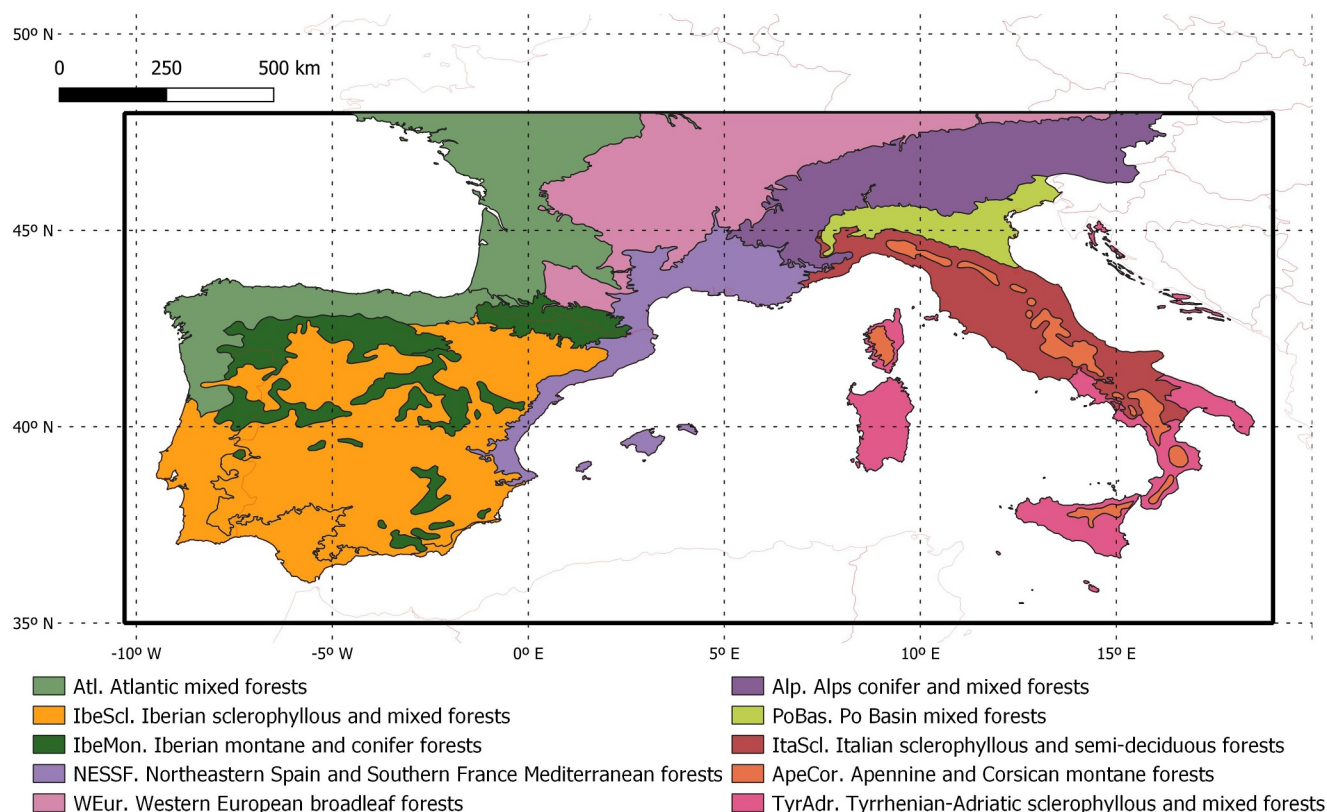 50º N
0 250 500 km
45º N
40º N
35º N
-10º W -5º W 0º E 5º E 10º E 15º E
Atl. Atlantic mixed forests
IbeScl. Iberian sclerophyllous and mixed forests
IbeMon. Iberian montane and conifer forests
NESSF. Northeastern Spain and Southern France Mediterranean forests
WEur. Western European broadleaf forests
Alp. Alps conifer and mixed forests
PoBas. Po Basin mixed forests
ItaScl. Italian sclerophyllous and semi-deciduous forests
ApeCor. Apennine and Corsican montane forests
TyrAdr. Tyrrhenian-Adriatic sclerophyllous and mixed forests